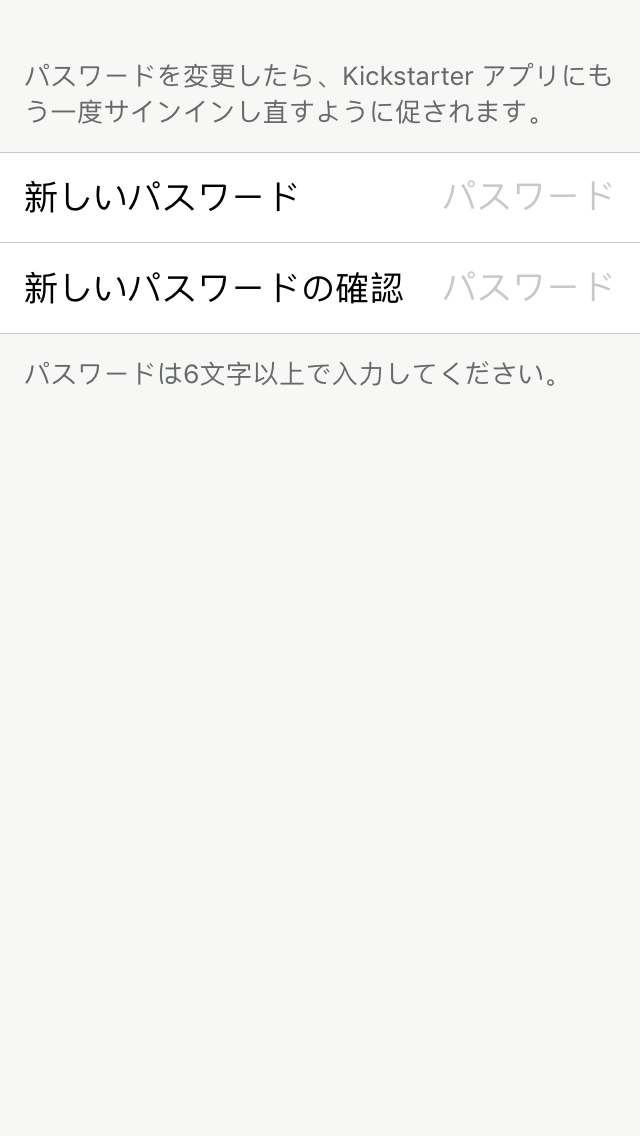 パスワードを変更したら、Kickstarter アプリにも
う一度サインインし直すように促されます。
新しいパスワード パスワード
新しいパスワードの確認 パスワード
パスワードは6文字以上で入力してください。